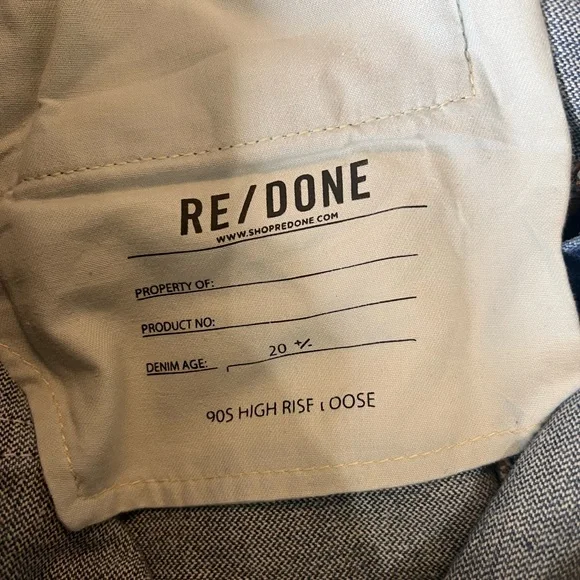 RE/DONE
WWW.SHOPREDONE.COM
PROPERTY OF:
PRODUCT NO:
DENIM AGE: 20 +/-
90S HIGH RISE LOOSE